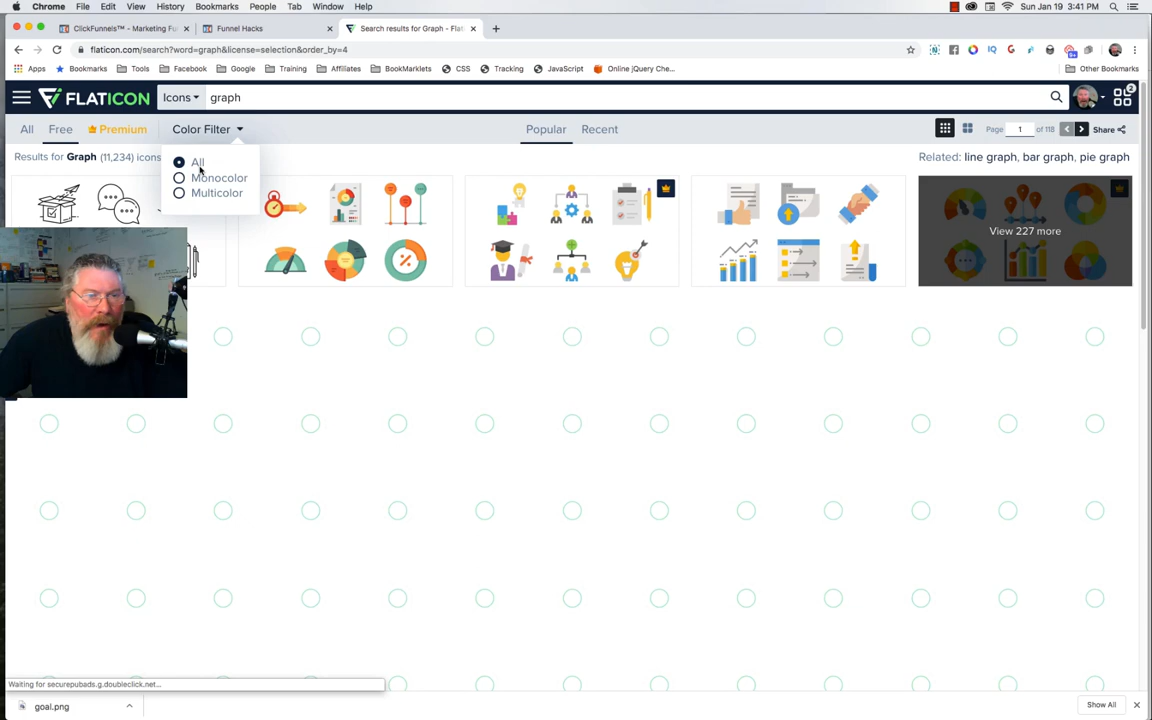 Chrome File Edit View History Bookmarks People Tab Window Help Sun Jan 19 3:41 PM
ClickFunnels™ - Marketing Fu Funnel Hacks Search results for Graph - Flat
flaticon.com/search?word=graph&license=selection&order_by=4
Apps Bookmarks Tools Facebook Google Training Affiliates BookMarklets CSS Tracking JavaScript Online jQuery Che... Other Bookmarks
FLATICON Icons graph 2
All Free Premium Color Filter Popular Recent Page 1 of 118 Share
Results for Graph (11,234) icons Related: line graph, bar graph, pie graph
All
Monocolor
Multicolor
View 227 more
Waiting for securepubads.g.doubleclick.net...
goal.png Show All